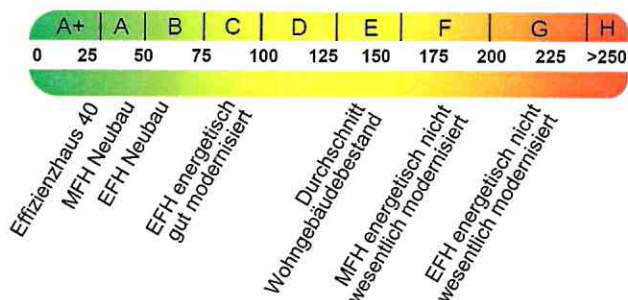 A+ A B C D E F G H
0 25 50 75 100 125 150 175 200 225 >250
Effizienzhaus 40
MFH Neubau
EFH Neubau
EFH energetisch
gut modernisiert
Durchschnitt
Wohngebäudebestand
MFH energetisch nicht
wesentlich modernisiert
EFH energetisch nicht
wesentlich modernisiert